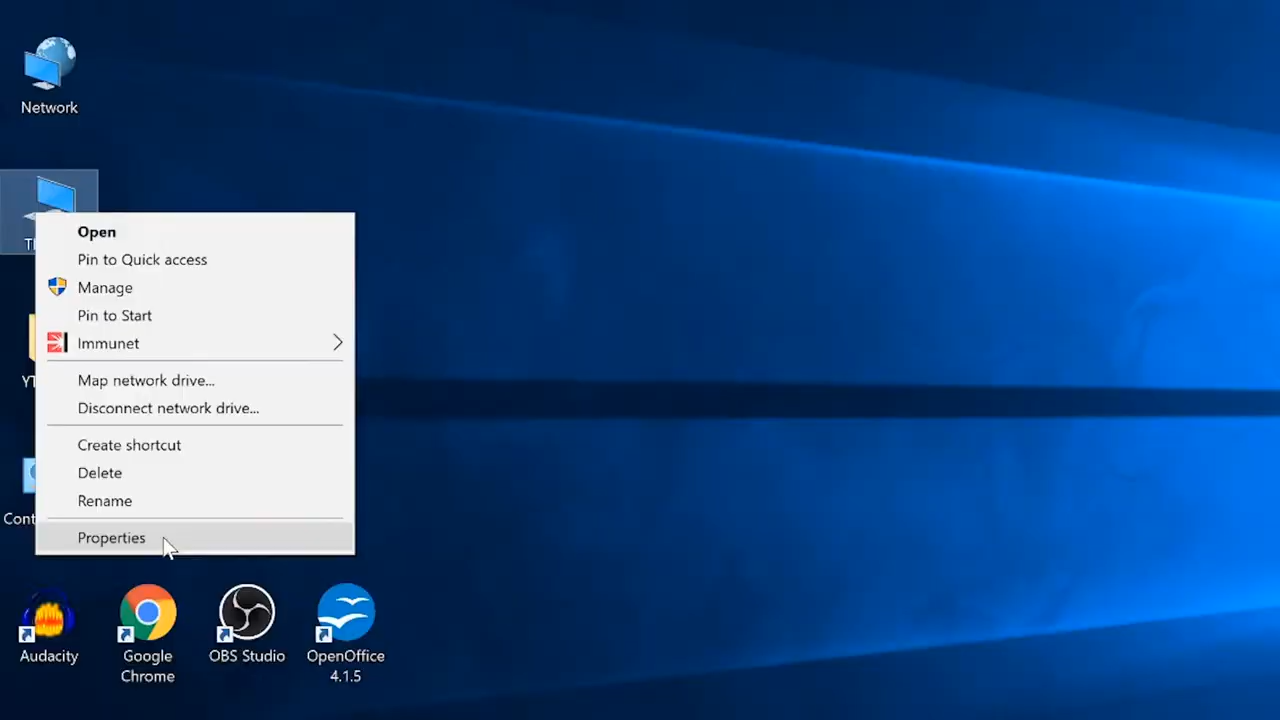 Network
Open
Pin to Quick access
Manage
Pin to Start
Immunet
Map network drive...
Disconnect network drive...
Create shortcut
Delete
Rename
Properties
Audacity
Google
Chrome
OBS Studio
OpenOffice
4.1.5